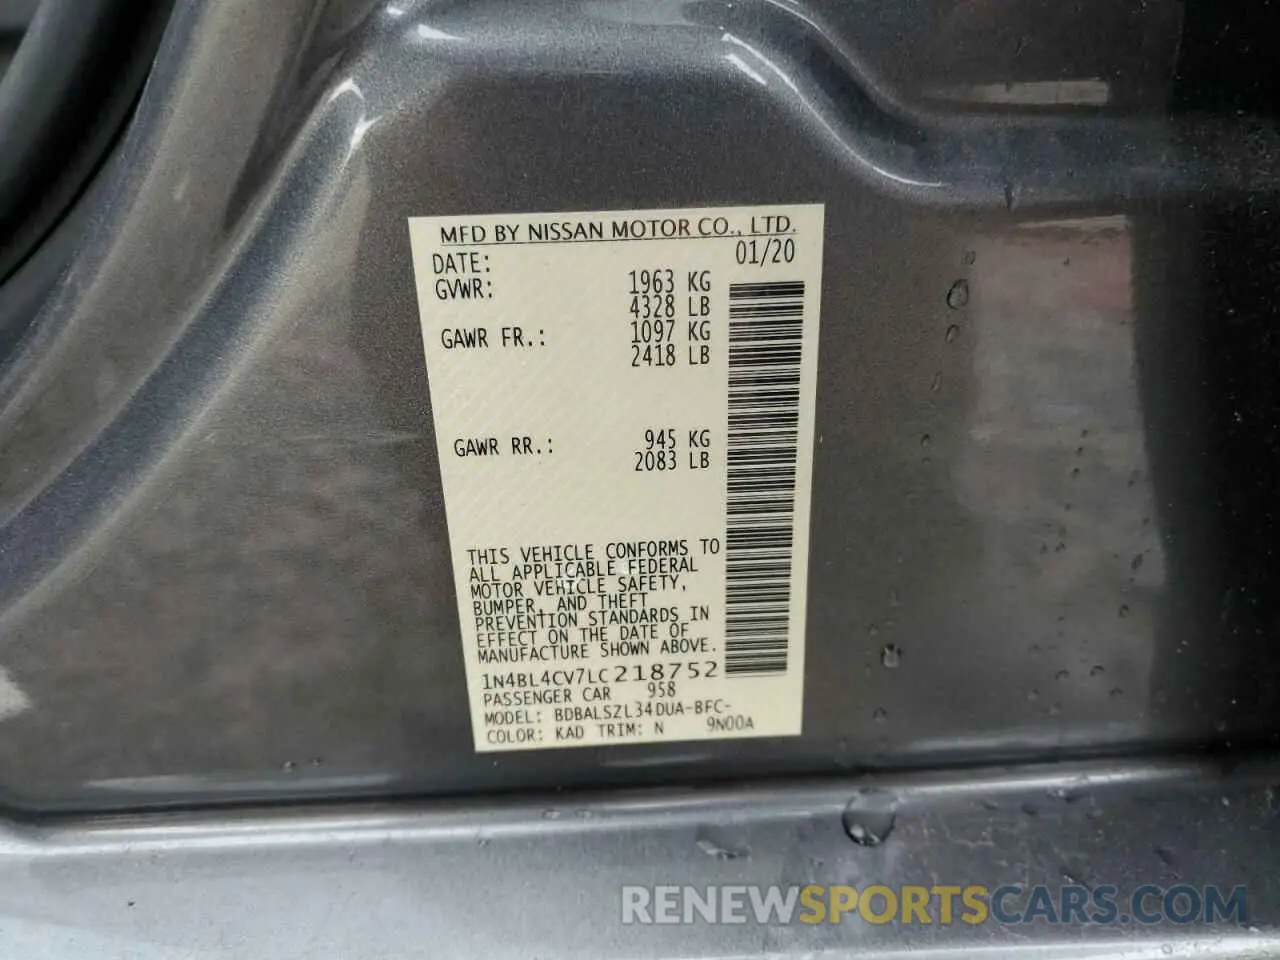 MFD BY NISSAN MOTOR CO., LTD.
DATE: 01/20
GVWR: 1963 KG
4328 LB
GAWR FR.: 1097 KG
2418 LB
GAWR RR.: 945 KG
2083 LB
THIS VEHICLE CONFORMS TO
ALL APPLICABLE FEDERAL
MOTOR VEHICLE SAFETY,
BUMPER, AND THEFT
PREVENTION STANDARDS IN
EFFECT ON THE DATE OF
MANUFACTURE SHOWN ABOVE.
1N4BL4CV7LC218752
PASSENGER CAR 958
MODEL: BDBALSZL34DUA-BFC-
COLOR: KAD TRIM: N 9N00A
RENEWSPORTSCARS.COM